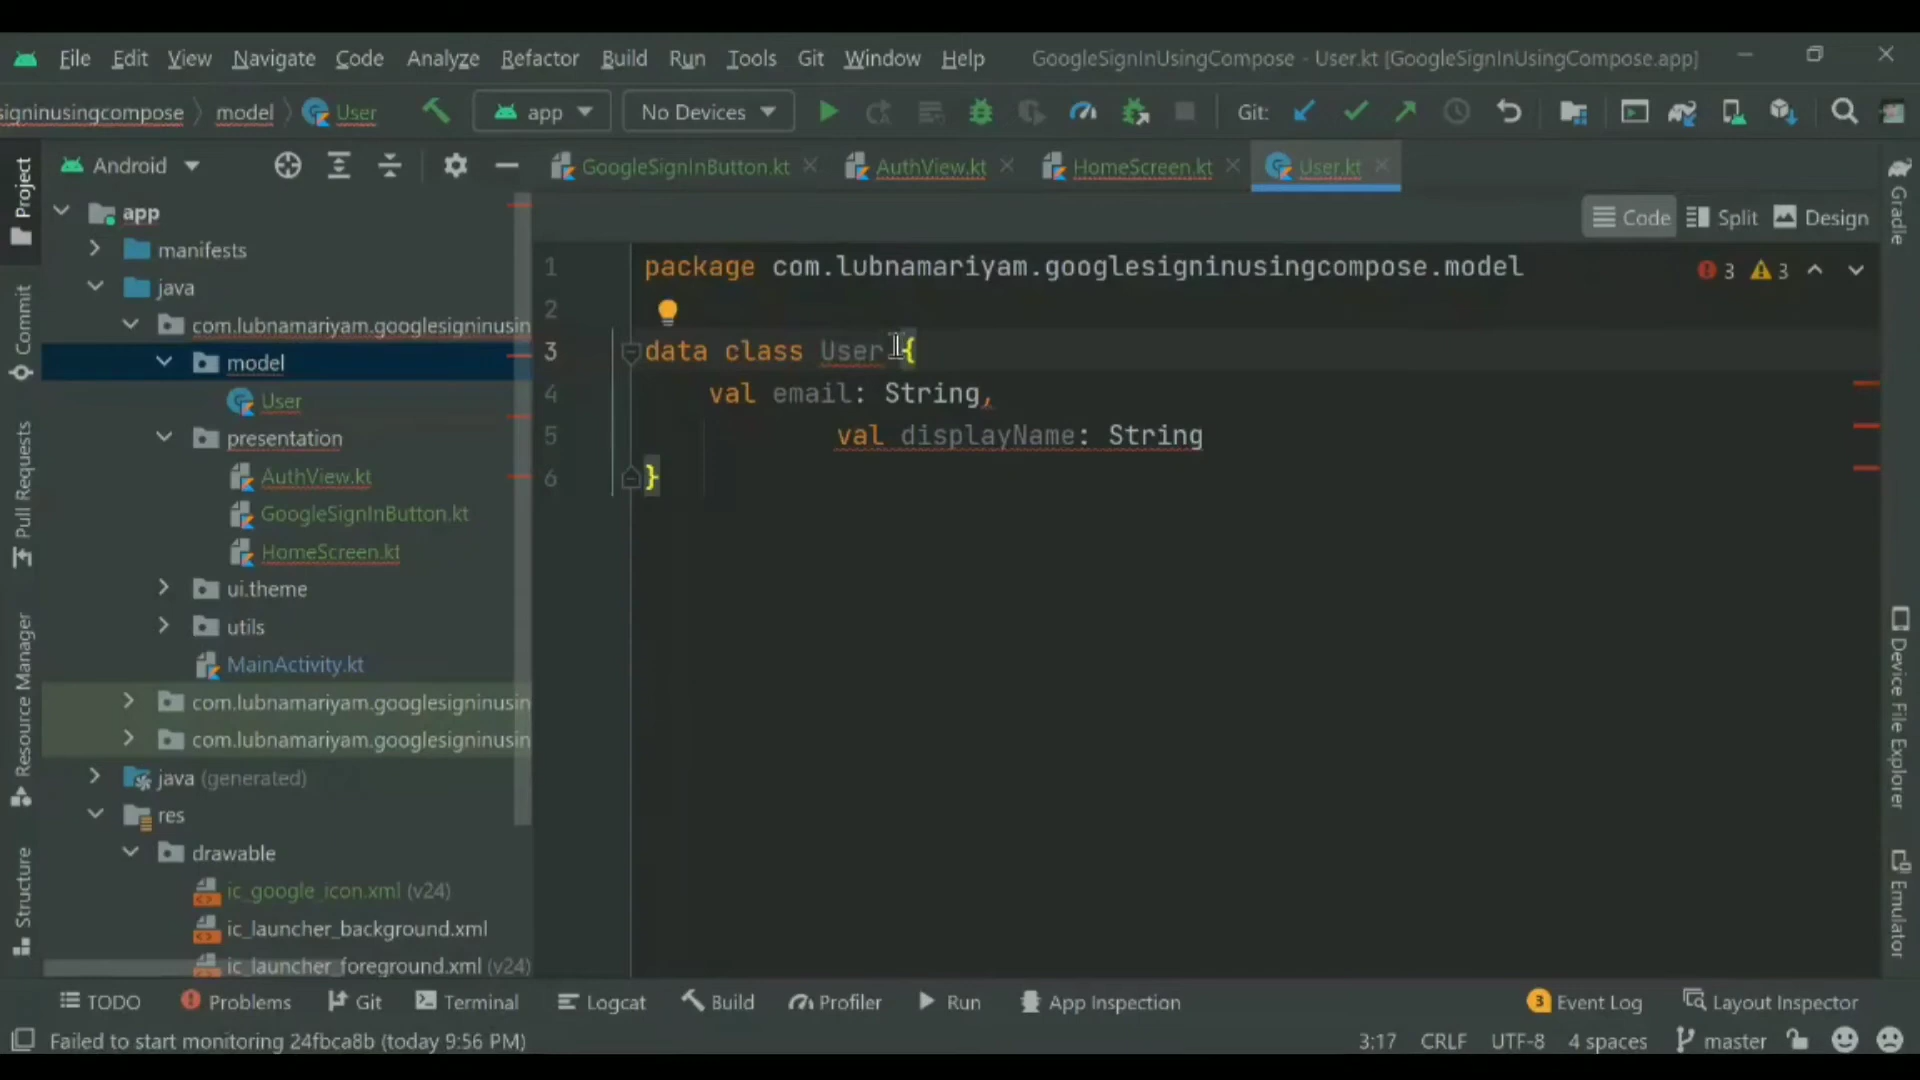 File Edit View Navigate Code Analyze Refactor Build Run Tools Git Window Help GoogleSignInUsingCompose - User.kt [GoogleSignInUsingCompose.app]
igninusingcompose model User app No Devices Git:
Android GoogleSignInButton.kt AuthView.kt HomeScreen.kt User.kt
Code Split Design
Project
Commit
Pull Requests
Resource Manager
Structure
app
manifests
java
com.lubnamariyam.googlesigninusin
model
User
presentation
AuthView.kt
GoogleSignInButton.kt
HomeScreen.kt
ui.theme
utils
MainActivity.kt
com.lubnamariyam.googlesigninusin
com.lubnamariyam.googlesigninusin
java (generated)
res
drawable
ic_google_icon.xml (v24)
ic_launcher_background.xml
ic_launcher_foreground.xml (v24)
1 package com.lubnamariyam.googlesigninusingcompose.model 3 3
2
3 data class User {
4 val email: String,
5 val displayName: String
6 }
Gradle
Device File Explorer
Emulator
TODO Problems Git Terminal Logcat Build Profiler Run App Inspection 3 Event Log Layout Inspector
Failed to start monitoring 24fbca8b (today 9:56 PM) 3:17 CRLF UTF-8 4 spaces master